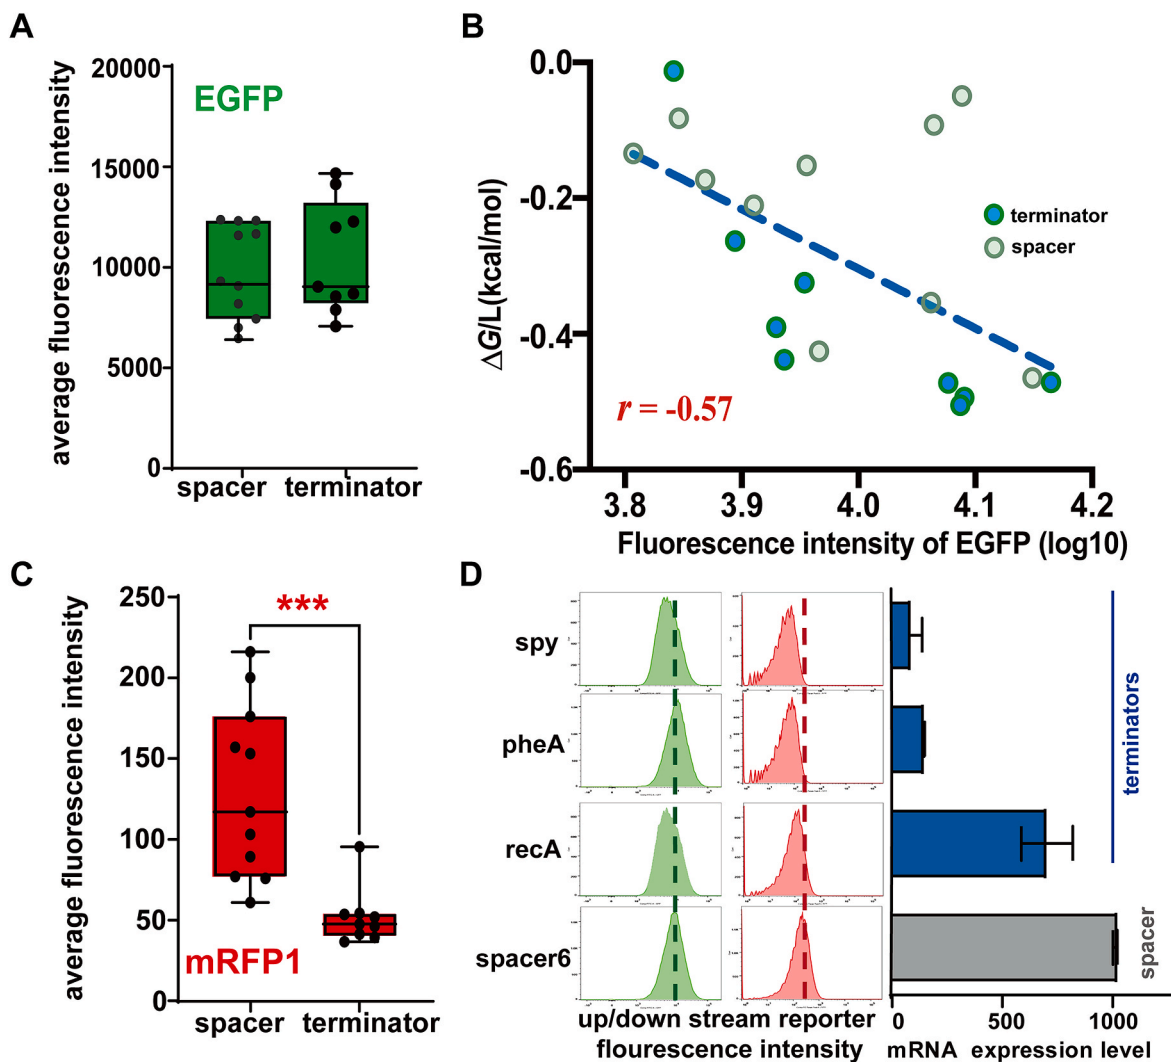 A
average fluorescence intensity
20000
15000
10000
5000
0
EGFP
spacer
terminator
B
ΔG/L(kcal/mol)
0.0
-0.2
-0.4
-0.6
terminator
spacer
r = -0.57
3.8
3.9
4.0
4.1
4.2
Fluorescence intensity of EGFP (log10)
C
average fluorescence intensity
250
200
150
100
50
0
***
mRFP1
spacer
terminator
D
spy
pheA
recA
spacer6
terminators
spacer
up/down stream reporter
flourescence intensity
0
500
1000
mRNA expression level